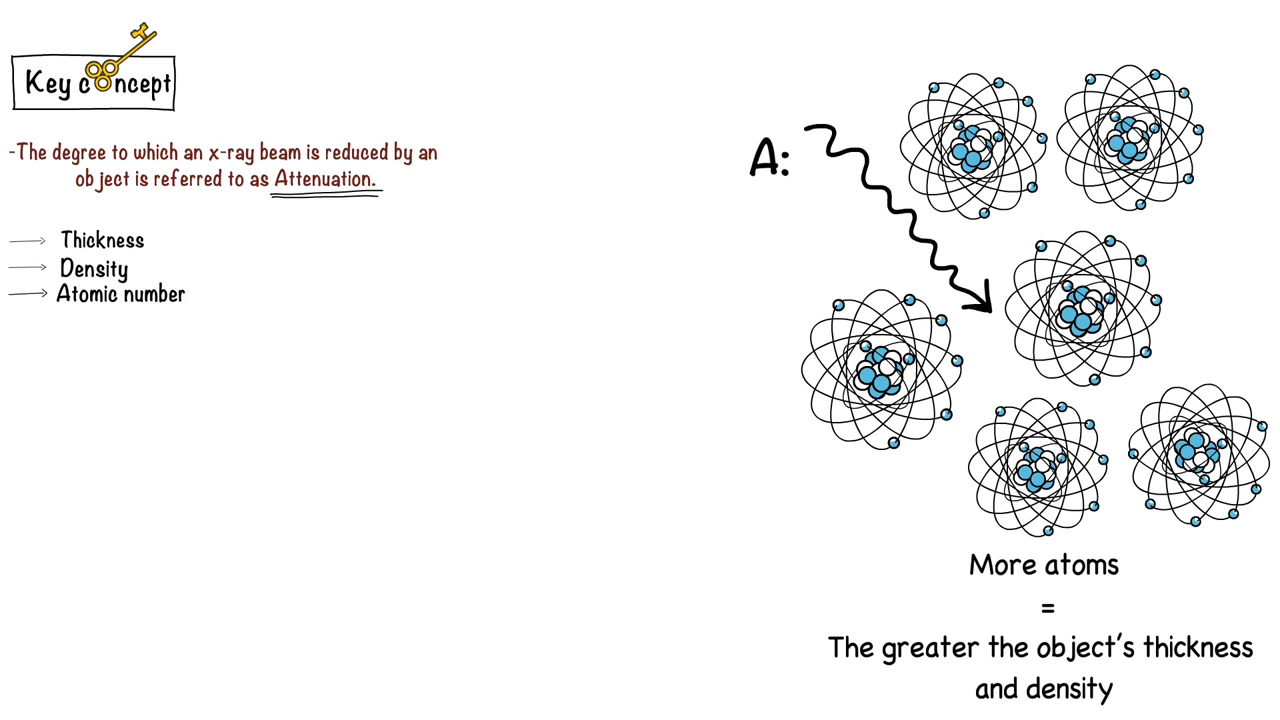 Key concept
-The degree to which an x-ray beam is reduced by an
object is referred to as Attenuation.
Thickness
Density
Atomic number
A:
More atoms
=
The greater the object's thickness
and density